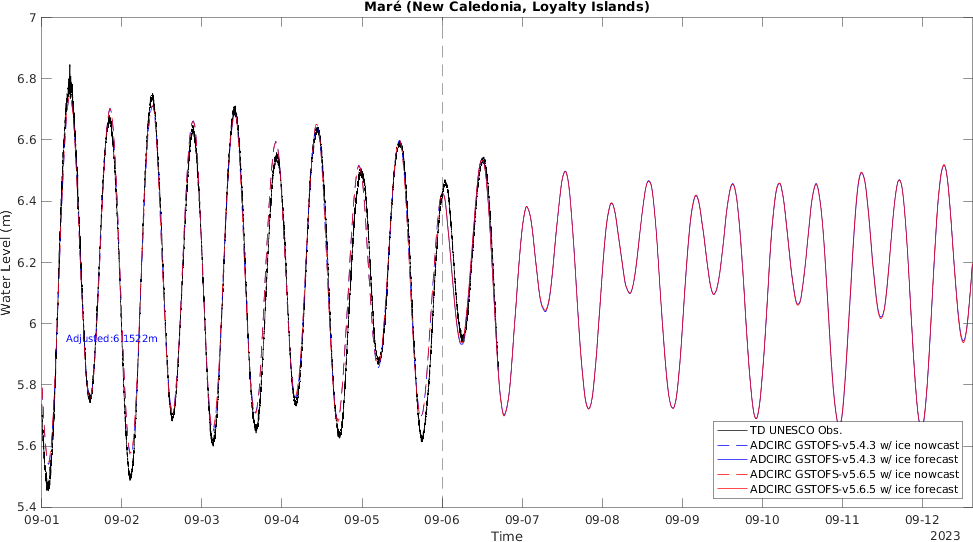 Maré (New Caledonia, Loyalty Islands)
7
6.8
6.6
6.4
6.2
6
5.8
5.6
5.4
Water Level (m)
Adjusted:6.1522m
TD UNESCO Obs.
ADCIRC GSTOFS-v5.4.3 w/ ice nowcast
ADCIRC GSTOFS-v5.4.3 w/ ice forecast
ADCIRC GSTOFS-v5.6.5 w/ ice nowcast
ADCIRC GSTOFS-v5.6.5 w/ ice forecast
09-01 09-02 09-03 09-04 09-05 09-06 09-07 09-08 09-09 09-10 09-11 09-12
Time
2023